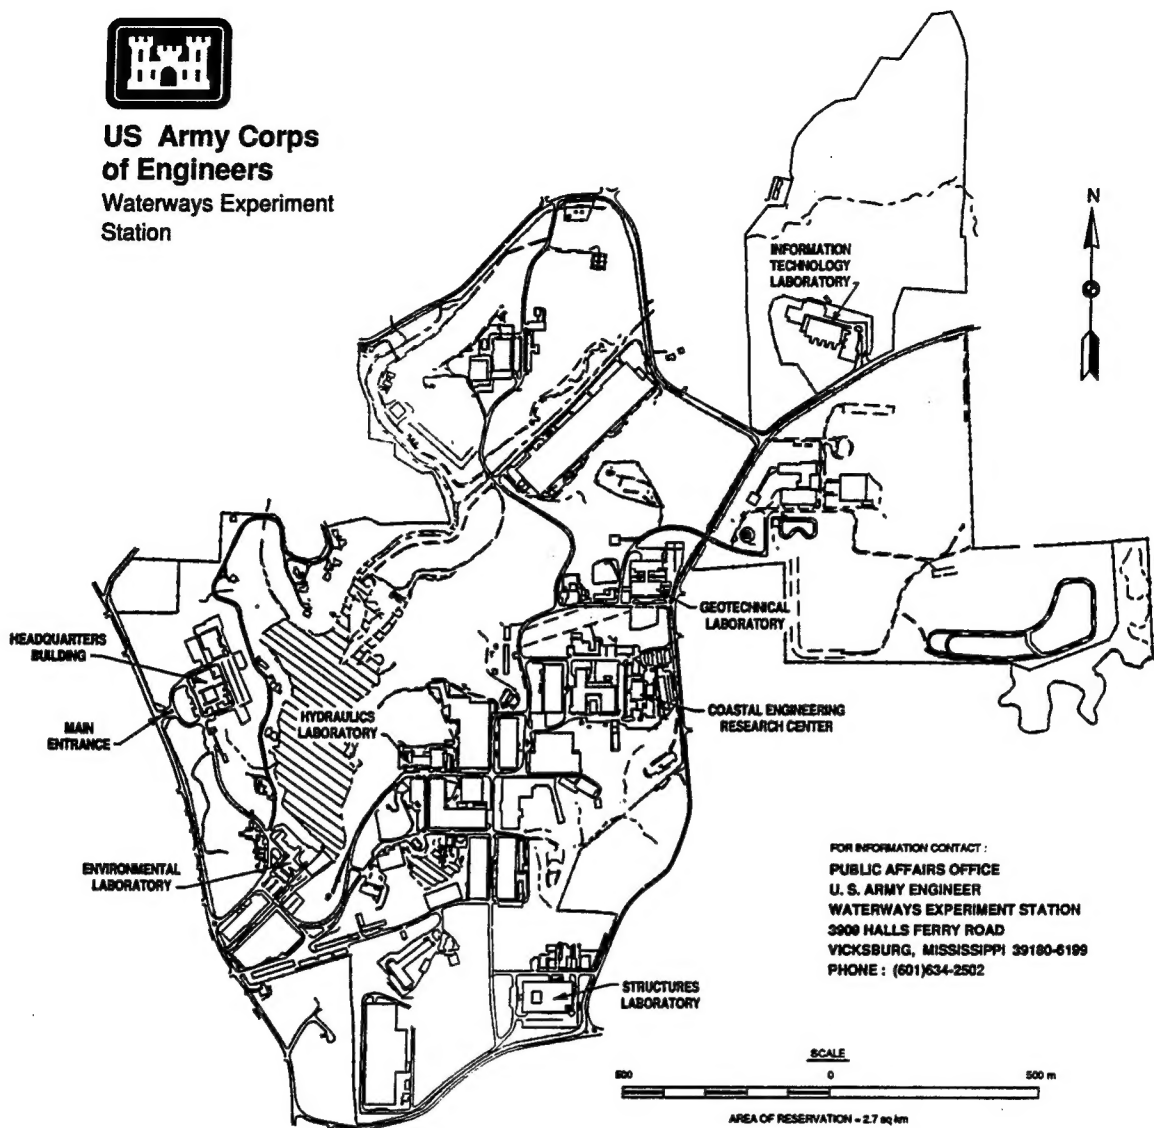 US Army Corps
of Engineers
Waterways Experiment
Station
N
INFORMATION
TECHNOLOGY
LABORATORY
GEOTECHNICAL
LABORATORY
HEADQUARTERS
BUILDING
MAIN
ENTRANCE
HYDRAULICS
LABORATORY
COASTAL ENGINEERING
RESEARCH CENTER
ENVIRONMENTAL
LABORATORY
STRUCTURES
LABORATORY
FOR INFORMATION CONTACT :
PUBLIC AFFAIRS OFFICE
U. S. ARMY ENGINEER
WATERWAYS EXPERIMENT STATION
3909 HALLS FERRY ROAD
VICKSBURG, MISSISSIPPI 39180-6199
PHONE : (601)634-2502
SCALE
500 0 500 m
AREA OF RESERVATION = 2.7 sq km